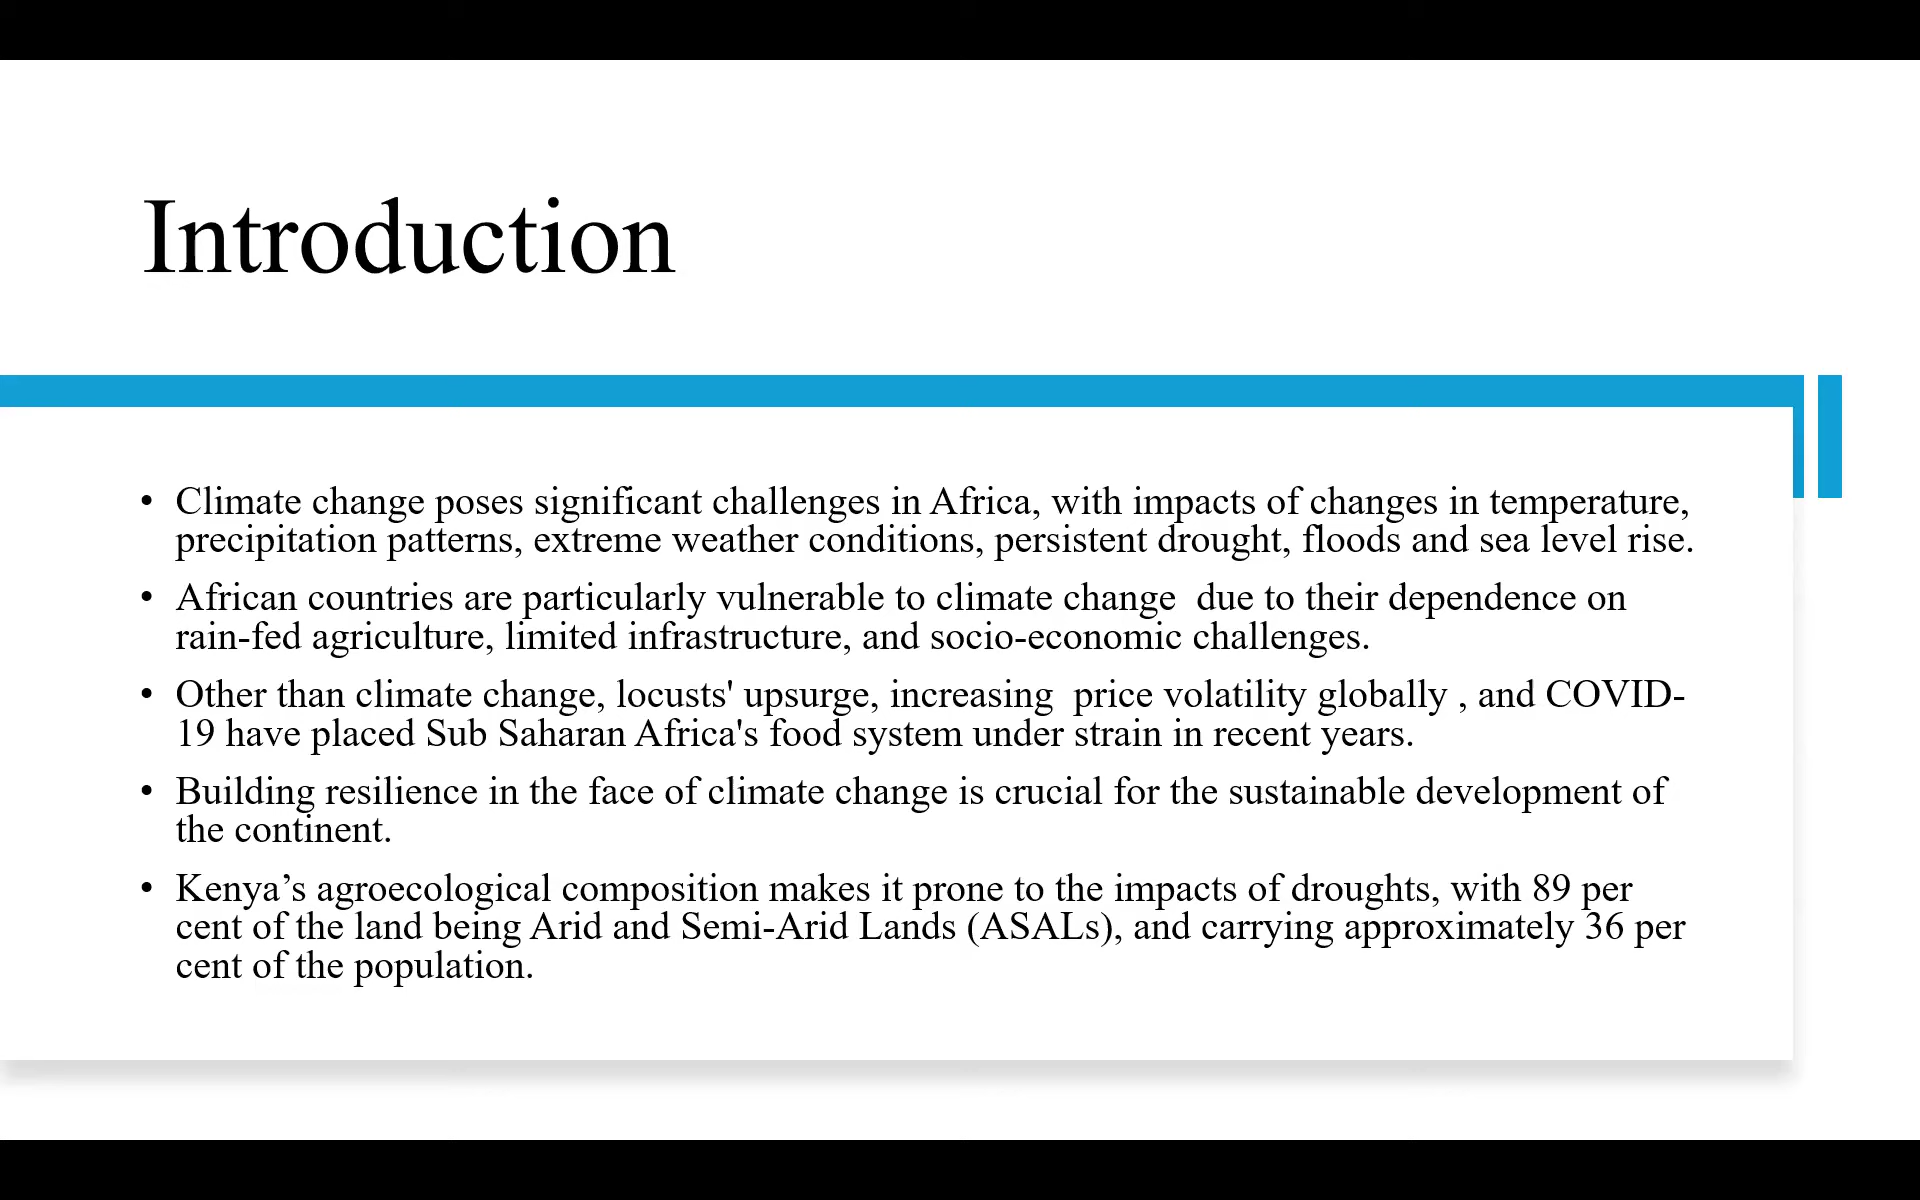 Introduction
• Climate change poses significant challenges in Africa, with impacts of changes in temperature,
precipitation patterns, extreme weather conditions, persistent drought, floods and sea level rise.
• African countries are particularly vulnerable to climate change  due to their dependence on
rain-fed agriculture, limited infrastructure, and socio-economic challenges.
• Other than climate change, locusts' upsurge, increasing  price volatility globally , and COVID-
19 have placed Sub Saharan Africa's food system under strain in recent years.
• Building resilience in the face of climate change is crucial for the sustainable development of
the continent.
• Kenya’s agroecological composition makes it prone to the impacts of droughts, with 89 per
cent of the land being Arid and Semi-Arid Lands (ASALs), and carrying approximately 36 per
cent of the population.